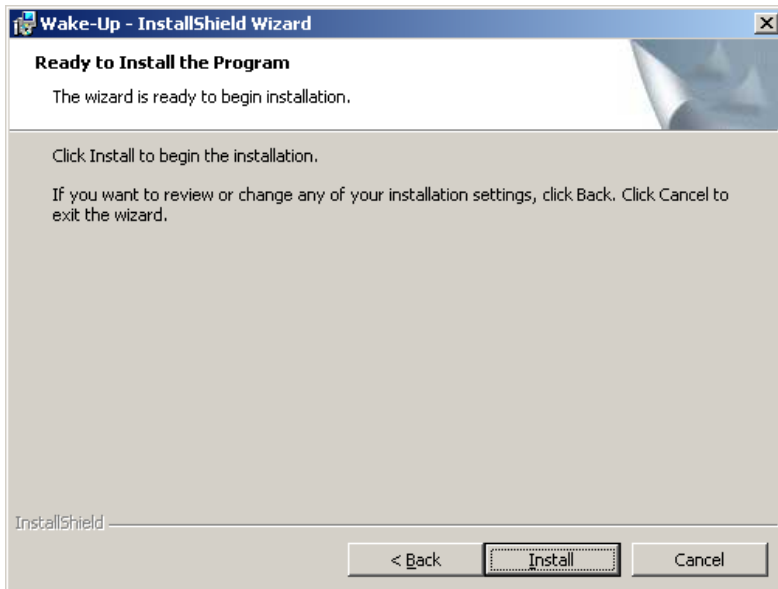 Wake-Up - InstallShield Wizard
Ready to Install the Program
The wizard is ready to begin installation.
Click Install to begin the installation.
If you want to review or change any of your installation settings, click Back. Click Cancel to
exit the wizard.
InstallShield
< Back
Install
Cancel